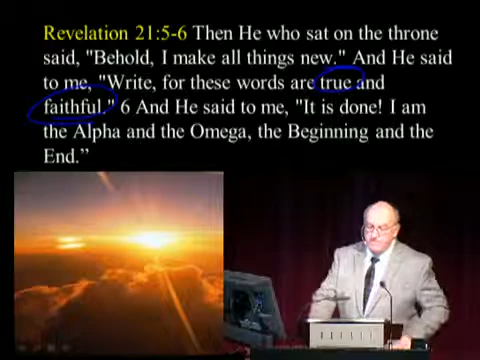 Revelation 21:5-6 Then He who sat on the throne
said, "Behold, I make all things new." And He said
to me, "Write, for these words are true and
faithful." 6 And He said to me, "It is done! I am
the Alpha and the Omega, the Beginning and the
End.”